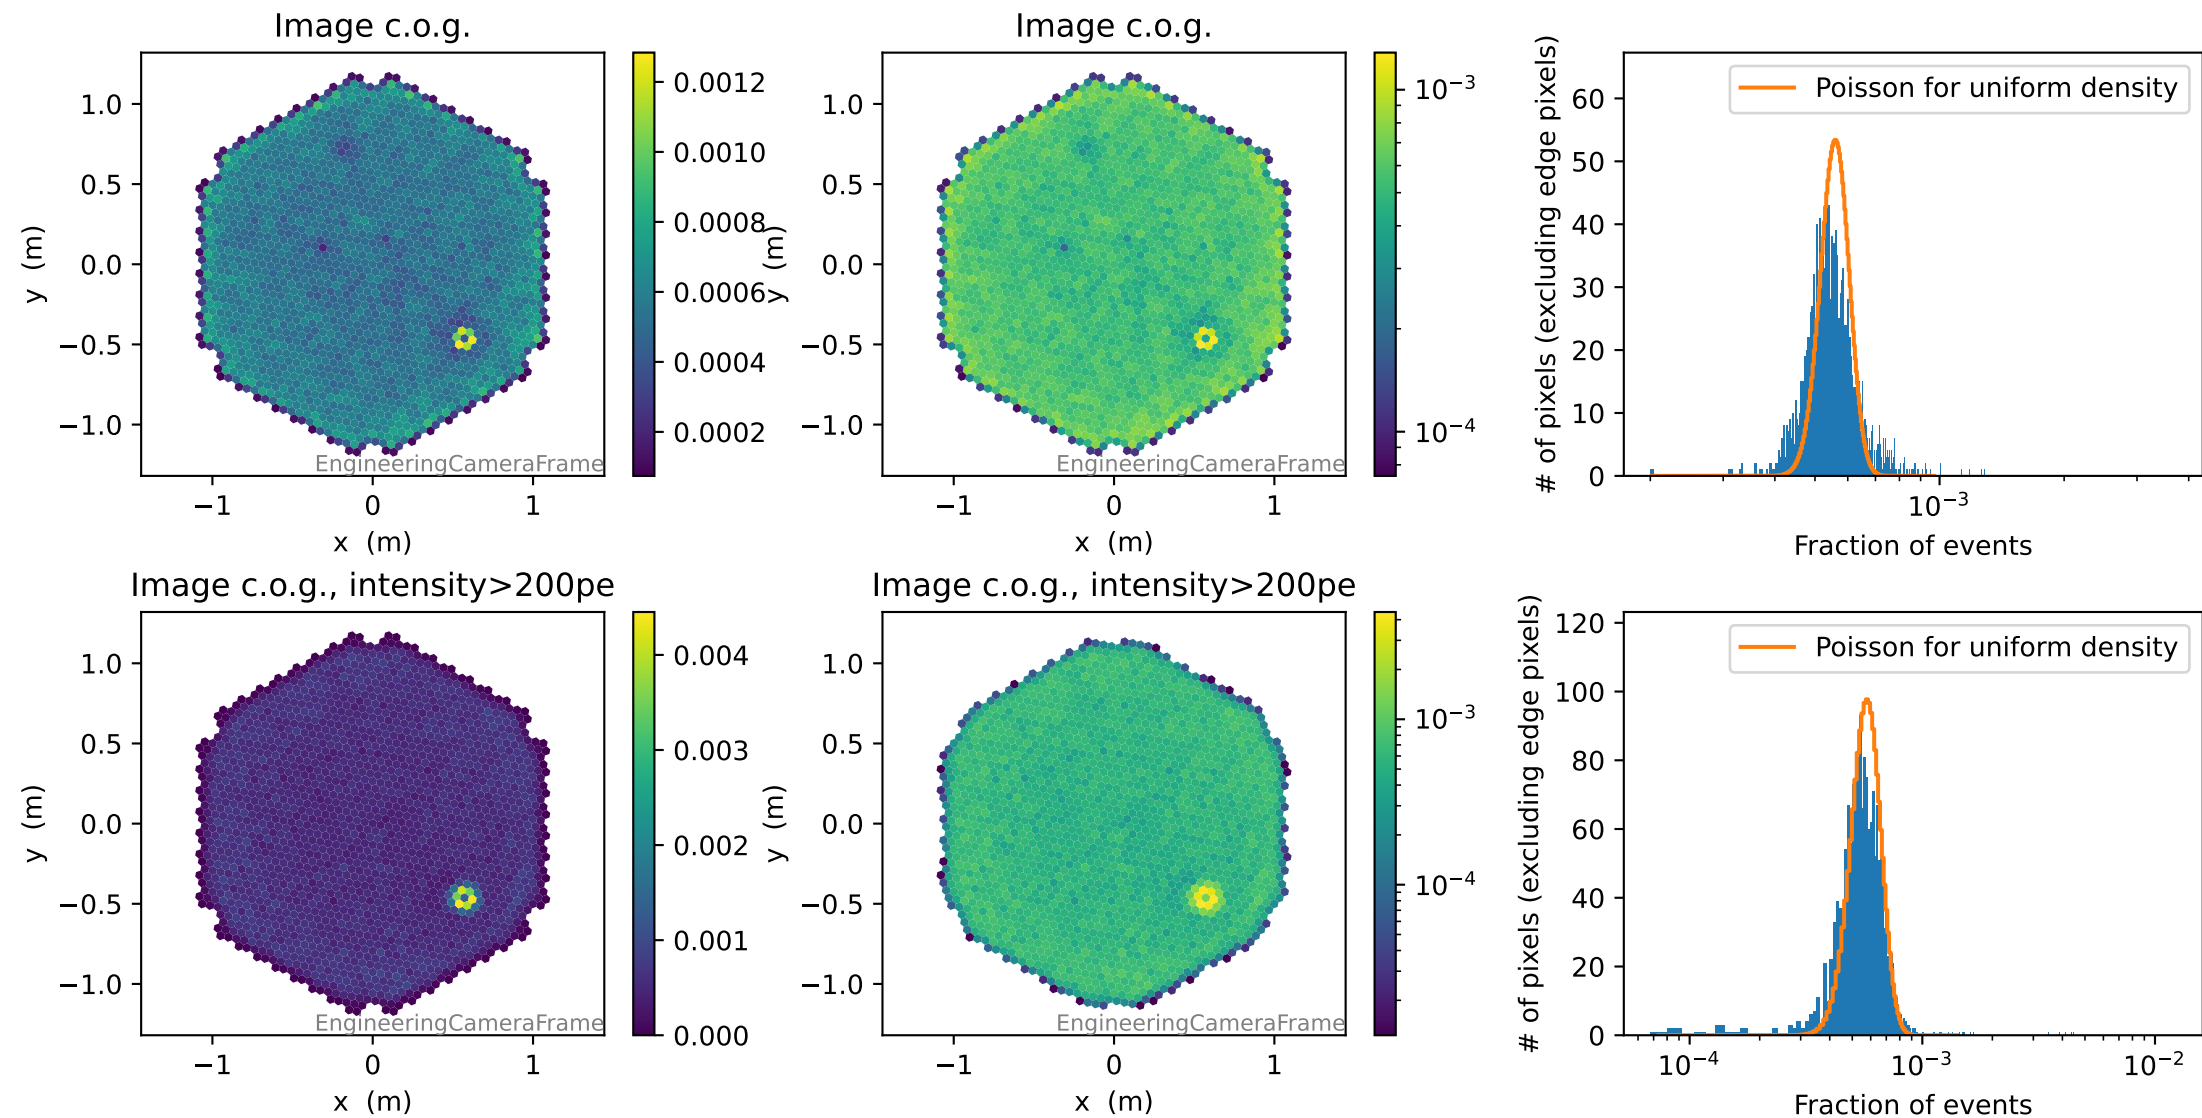 Image c.o.g.
1.0
0.5
0.0
−0.5
−1.0
y (m)
−1
0
1
x (m)
EngineeringCameraFrame
0.0012
0.0010
0.0008
0.0006
0.0004
0.0002
Image c.o.g.
1.0
0.5
0.0
−0.5
−1.0
y (m)
−1
0
1
x (m)
EngineeringCameraFrame
10⁻³
10⁻⁴
Poisson for uniform density
# of pixels (excluding edge pixels)
60
50
40
30
20
10
0
10⁻³
Fraction of events
Image c.o.g., intensity>200pe
1.0
0.5
0.0
−0.5
−1.0
y (m)
−1
0
1
x (m)
EngineeringCameraFrame
0.004
0.003
0.002
0.001
0.000
Image c.o.g., intensity>200pe
1.0
0.5
0.0
−0.5
−1.0
y (m)
−1
0
1
x (m)
EngineeringCameraFrame
10⁻³
10⁻⁴
Poisson for uniform density
# of pixels (excluding edge pixels)
120
100
80
60
40
20
0
10⁻⁴
10⁻³
10⁻²
Fraction of events